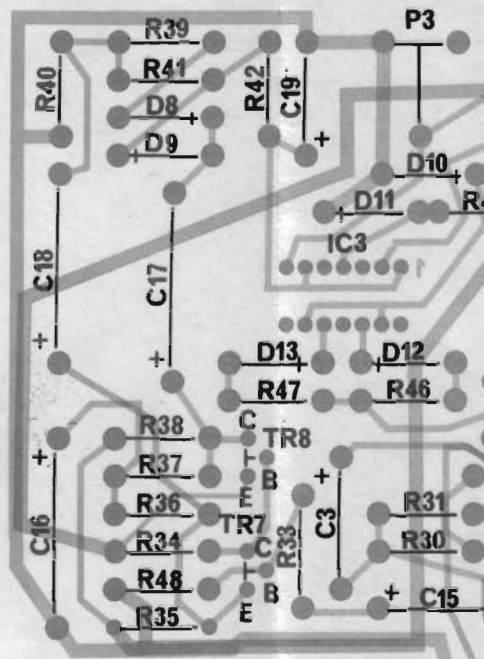 R39
P3
R40
R41
R42
C19
D8
+
D9
+
+
D10
+
D11
+
R4
IC3
1
C18
C17
+
+
D13
+
D12
+
R47
R46
R38
C
TR8
+
R37
T
B
+
R36
E
R31
C16
TR7
R33
C3
R34
C
R30
R48
T
B
E
+
C15
R35